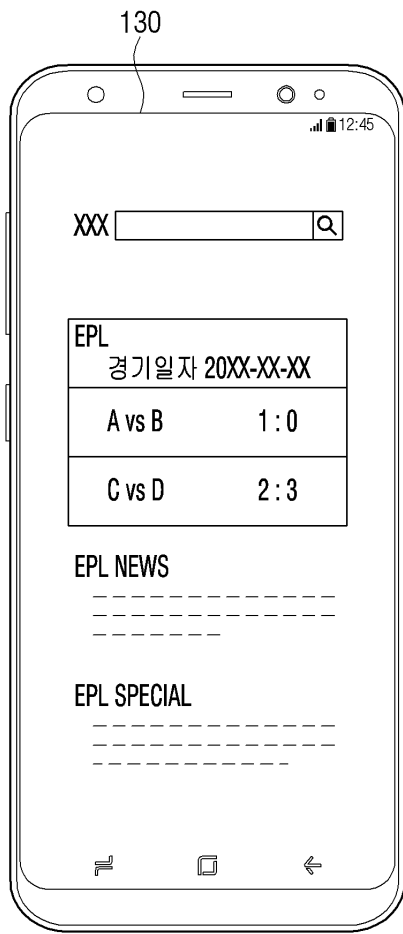 130
12:45
XXX
EPL
경기일자 20XX-XX-XX
A vs B 1 : 0
C vs D 2 : 3
EPL NEWS
EPL SPECIAL